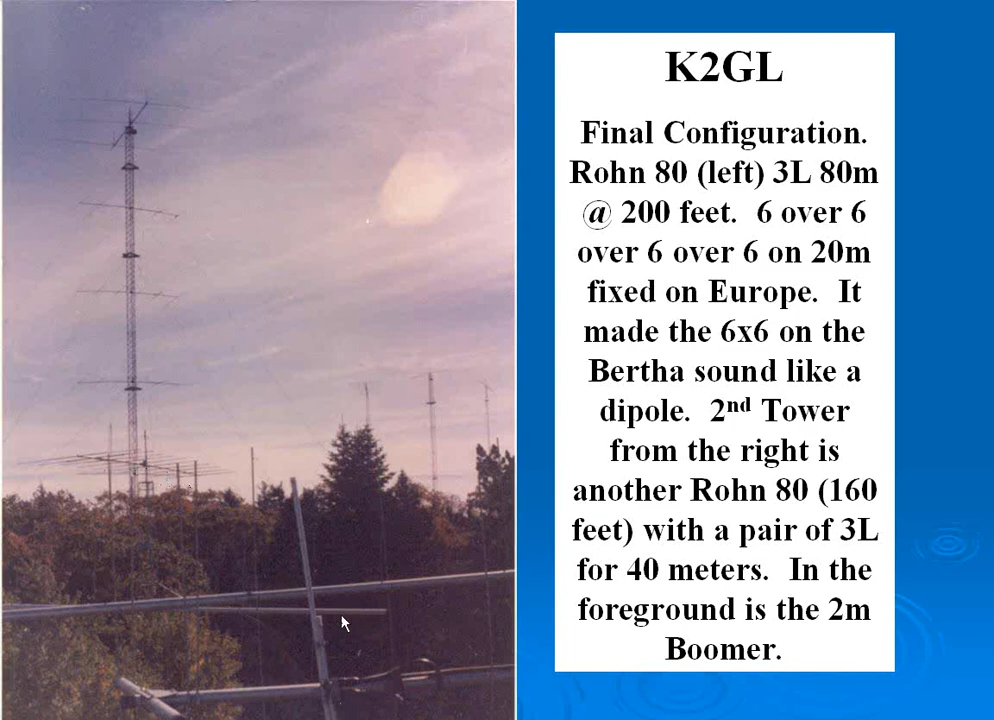 K2GL
Final Configuration.
Rohn 80 (left) 3L 80m
@ 200 feet.  6 over 6
over 6 over 6 on 20m
fixed on Europe.  It
made the 6x6 on the
Bertha sound like a
dipole.  2nd Tower
from the right is
another Rohn 80 (160
feet) with a pair of 3L
for 40 meters.  In the
foreground is the 2m
Boomer.